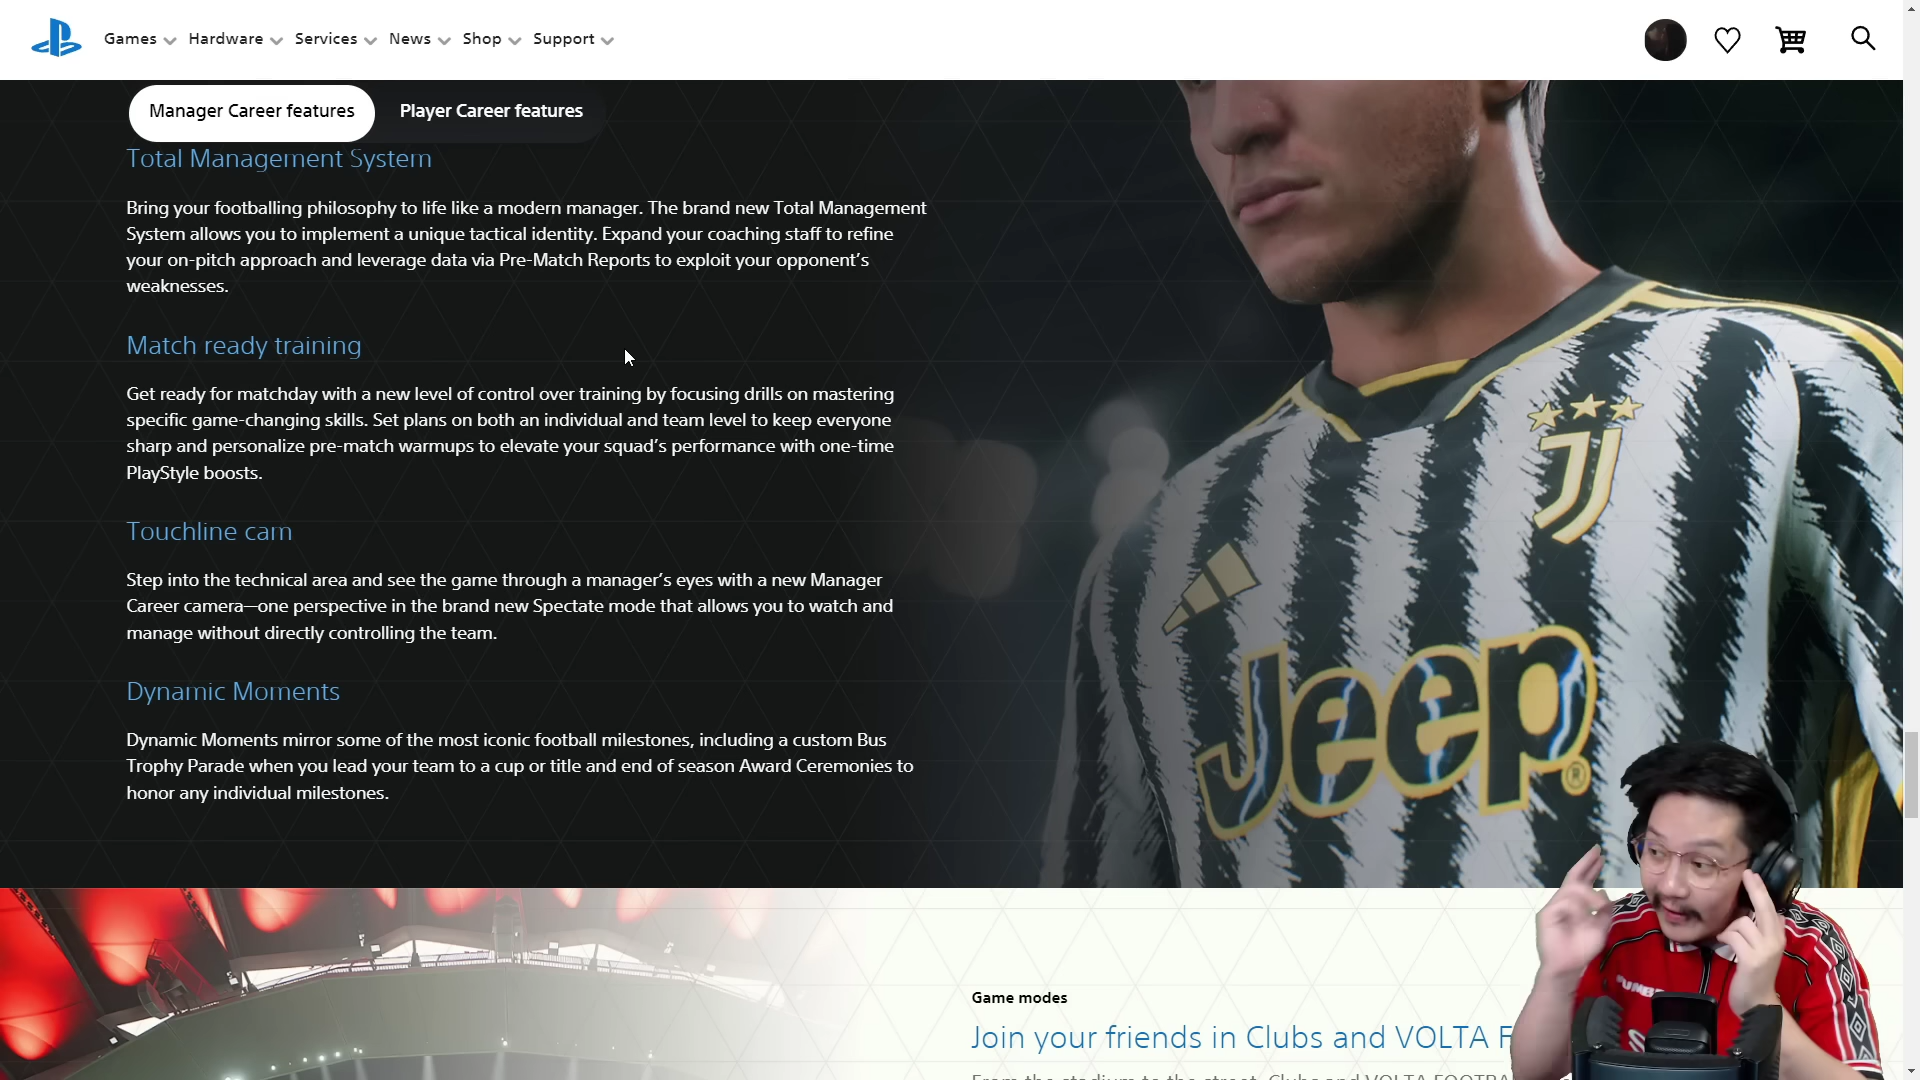 Games Hardware Services News Shop Support
Manager Career features Player Career features
Total Management System
Bring your footballing philosophy to life like a modern manager. The brand new Total Management
System allows you to implement a unique tactical identity. Expand your coaching staff to refine
your on-pitch approach and leverage data via Pre-Match Reports to exploit your opponent's
weaknesses.
Match ready training
Get ready for matchday with a new level of control over training by focusing drills on mastering
specific game-changing skills. Set plans on both an individual and team level to keep everyone
sharp and personalize pre-match warmups to elevate your squad's performance with one-time
PlayStyle boosts.
Touchline cam
Step into the technical area and see the game through a manager's eyes with a new Manager
Career camera—one perspective in the brand new Spectate mode that allows you to watch and
manage without directly controlling the team.
Dynamic Moments
Dynamic Moments mirror some of the most iconic football milestones, including a custom Bus
Trophy Parade when you lead your team to a cup or title and end of season Award Ceremonies to
honor any individual milestones.
Jeep®
Game modes
Join your friends in Clubs and VOLTA F
From the stadium to the street, Clubs and VOLTA FOOTBA